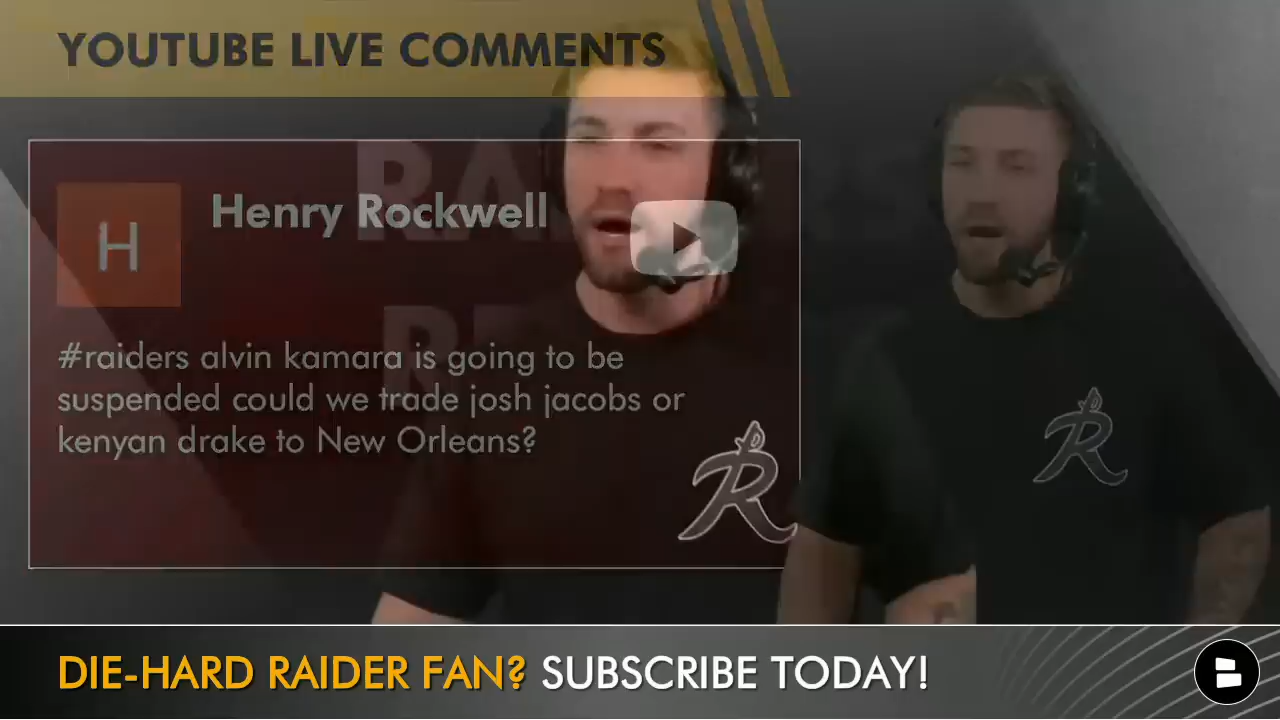 YOUTUBE LIVE COMMENTS
H
Henry Rockwell
#raiders alvin kamara is going to be
suspended could we trade josh jacobs or
kenyan drake to New Orleans?
R
R
DIE-HARD RAIDER FAN? SUBSCRIBE TODAY!